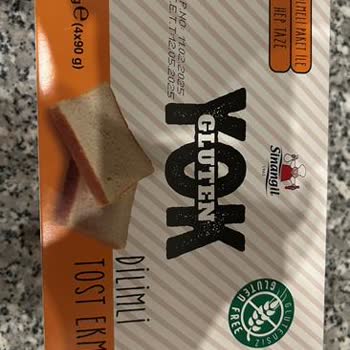 PAKET İLE
HEP TAZE
Sinangil
GLUTENSİZ
GLUTEN FREE
YOK
GLUTEN
P.NO: 11.02.2025
E.T.T: 12.05.2025
DİLİMLİ
TOST EKM
g ℮ (4x90 g)